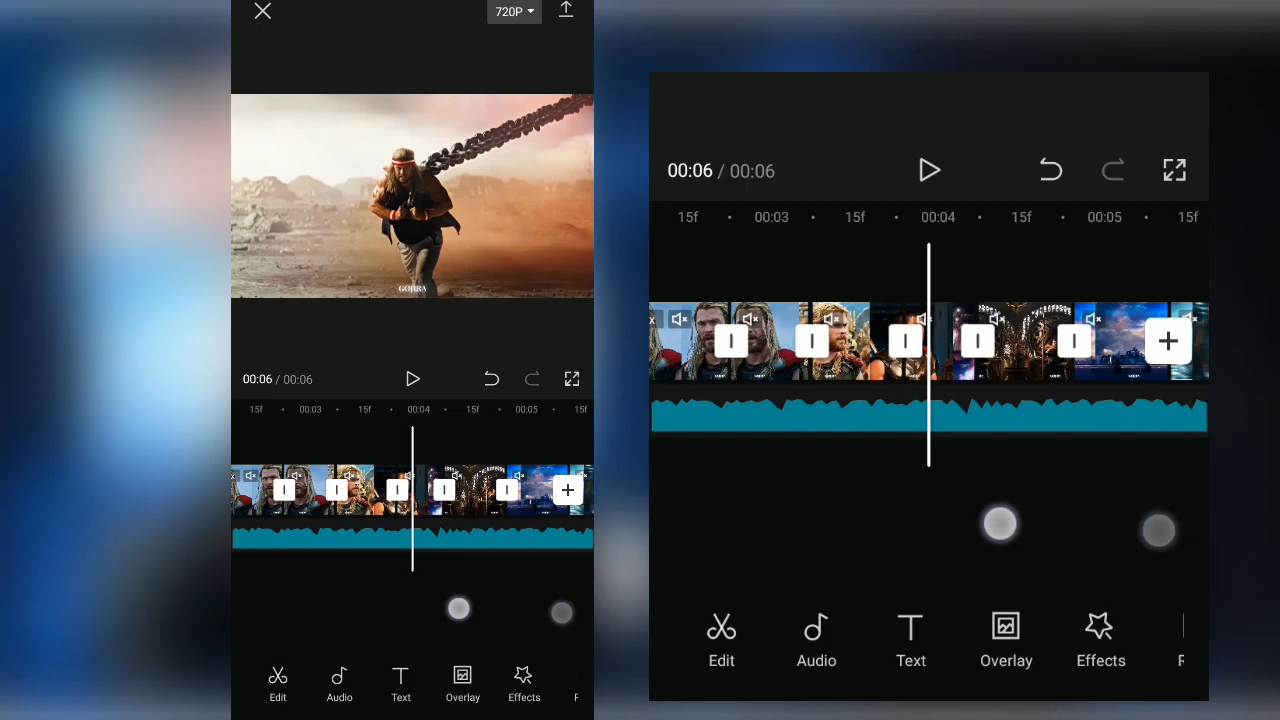 720P
GOJIRA
00:06 / 00:06
15f 00:03 15f 00:04 15f 00:05 15f
Edit Audio Text Overlay Effects F
00:06 / 00:06
15f 00:03 15f 00:04 15f 00:05 15f
Edit Audio Text Overlay Effects